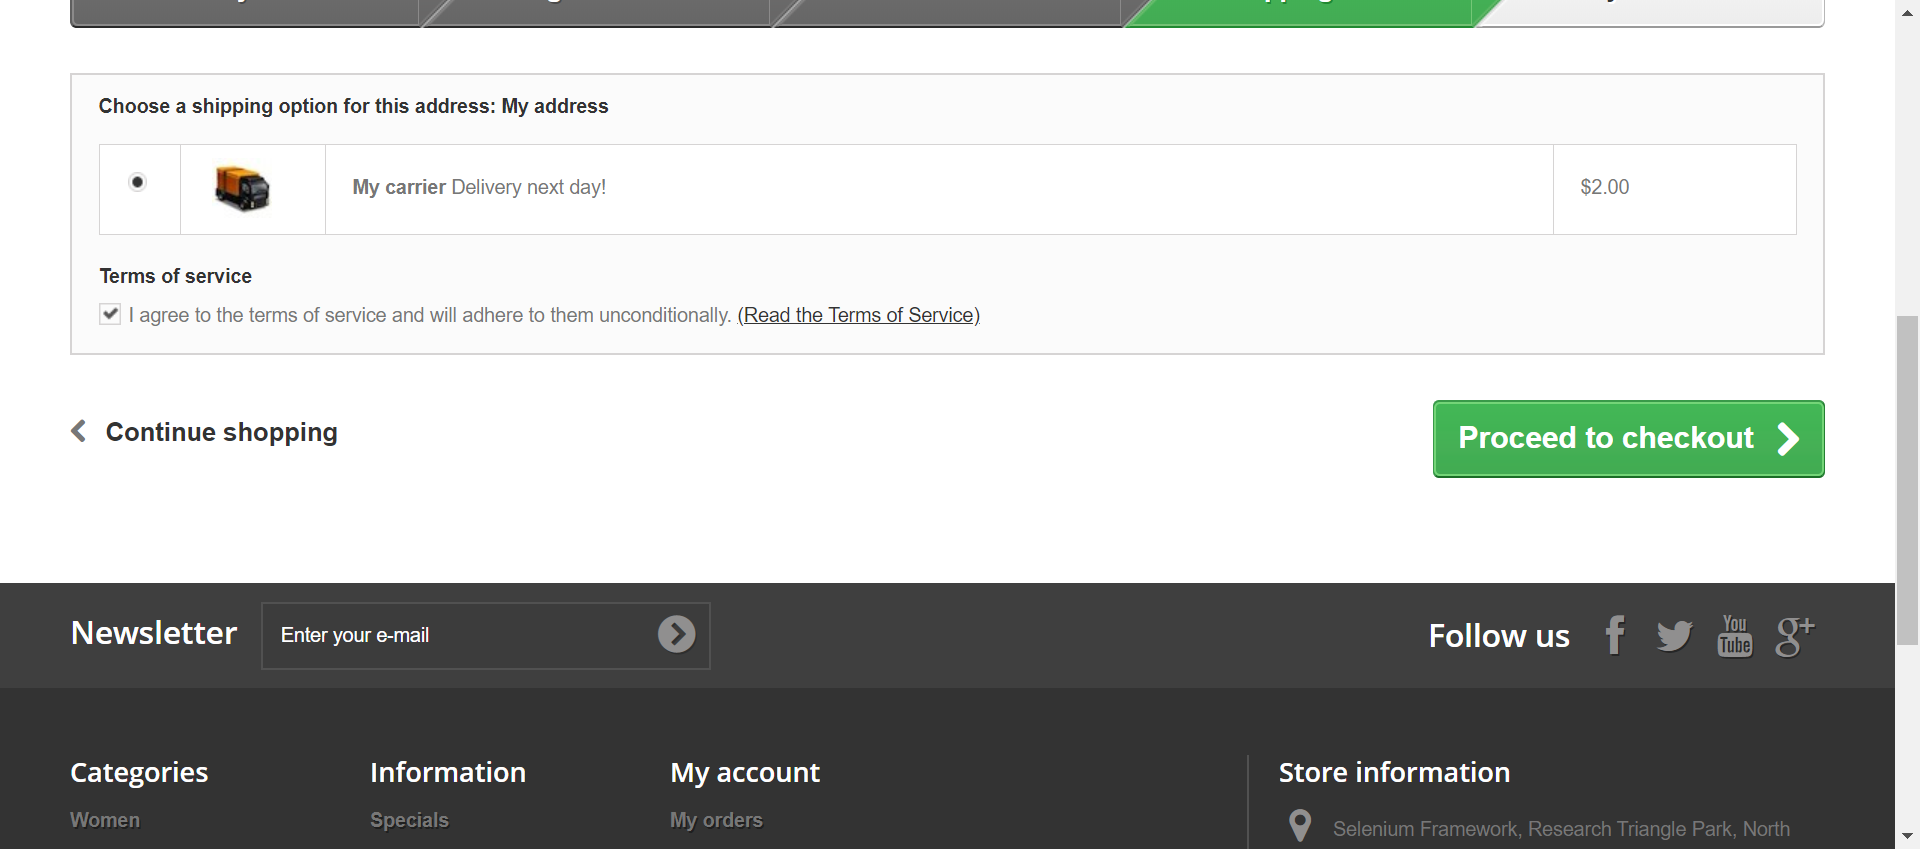 Choose a shipping option for this address: My address
My carrier Delivery next day!
$2.00
Terms of service
I agree to the terms of service and will adhere to them unconditionally. (Read the Terms of Service)
Continue shopping
Proceed to checkout
Newsletter
Enter your e-mail
Follow us
You
Tube
g+
Categories
Information
My account
Store information
Women
Specials
My orders
Selenium Framework, Research Triangle Park, North